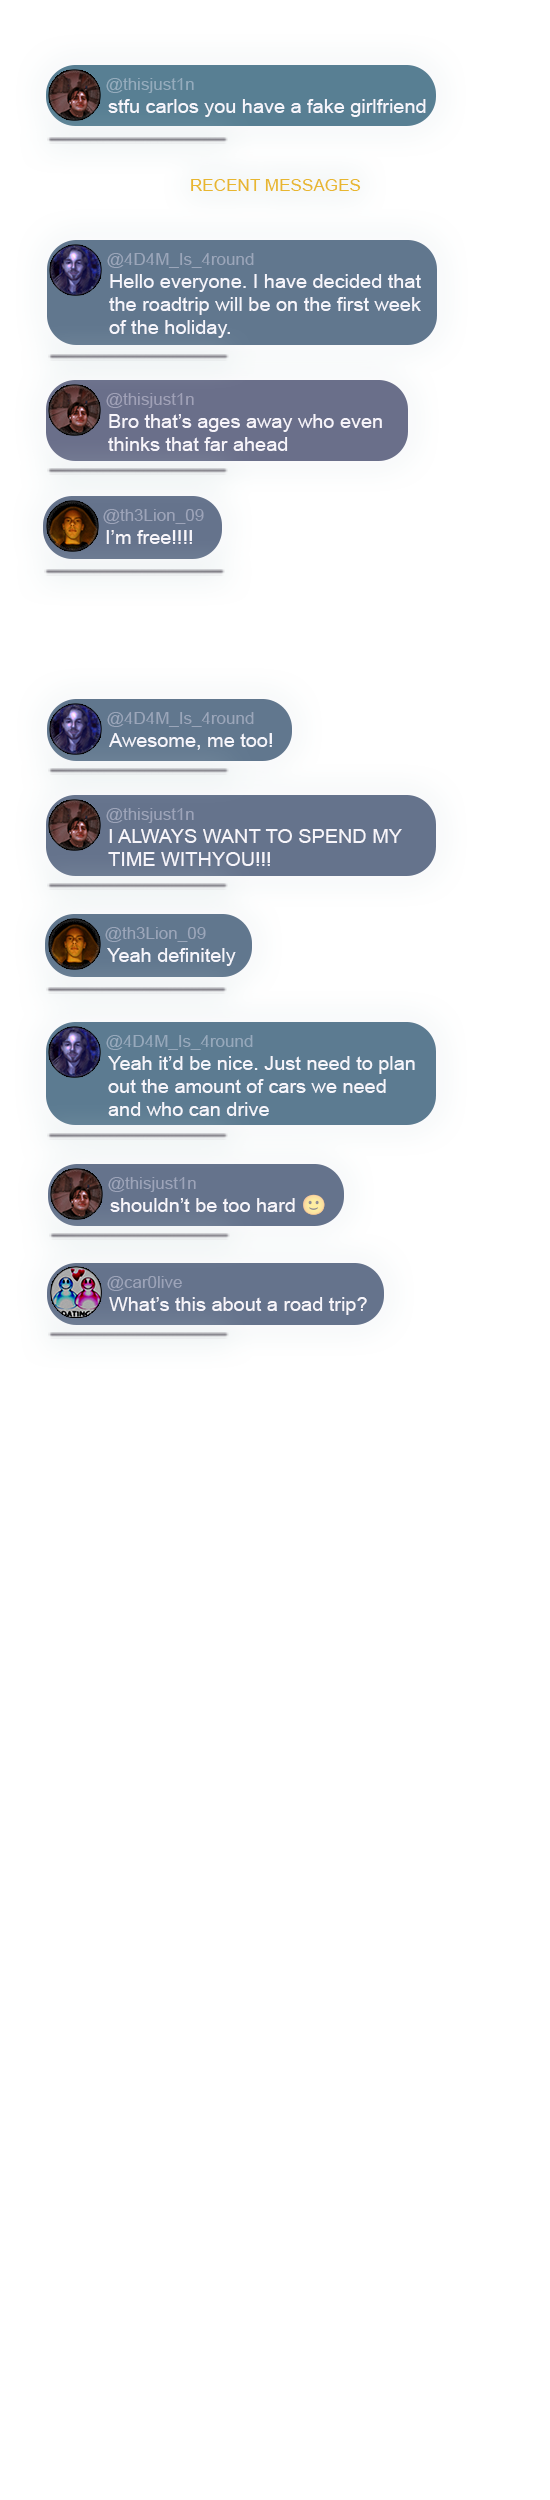 @thisjust1n
stfu carlos you have a fake girlfriend
RECENT MESSAGES
@4D4M_Is_4round
Hello everyone. I have decided that
the roadtrip will be on the first week
of the holiday.
@thisjust1n
Bro that’s ages away who even
thinks that far ahead
@th3Lion_09
I’m free!!!!
@4D4M_Is_4round
Awesome, me too!
@thisjust1n
I ALWAYS WANT TO SPEND MY
TIME WITHYOU!!!
@th3Lion_09
Yeah definitely
@4D4M_Is_4round
Yeah it’d be nice. Just need to plan
out the amount of cars we need
and who can drive
@thisjust1n
shouldn’t be too hard 🙂
@car0live
What’s this about a road trip?
DATING